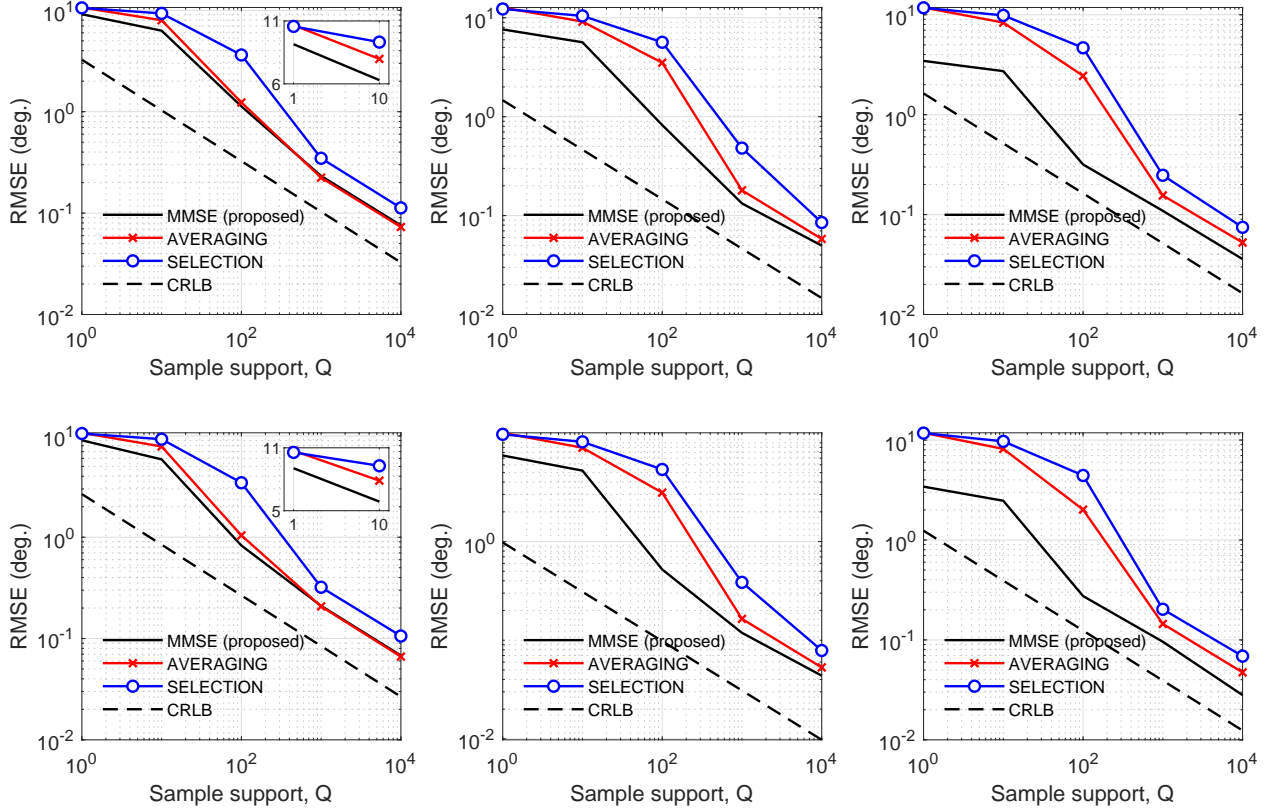 10^1
10^0
10^-1
10^-2
RMSE (deg.)
11
6
1 10
MMSE (proposed)
AVERAGING
SELECTION
CRLB
10^0 10^2 10^4
Sample support, Q
10^1
10^0
10^-1
10^-2
RMSE (deg.)
MMSE (proposed)
AVERAGING
SELECTION
CRLB
10^0 10^2 10^4
Sample support, Q
10^1
10^0
10^-1
10^-2
RMSE (deg.)
MMSE (proposed)
AVERAGING
SELECTION
CRLB
10^0 10^2 10^4
Sample support, Q
10^1
10^0
10^-1
10^-2
RMSE (deg.)
11
5
1 10
MMSE (proposed)
AVERAGING
SELECTION
CRLB
10^0 10^2 10^4
Sample support, Q
10^0
10^-2
RMSE (deg.)
MMSE (proposed)
AVERAGING
SELECTION
CRLB
10^0 10^2 10^4
Sample support, Q
10^1
10^0
10^-1
10^-2
RMSE (deg.)
MMSE (proposed)
AVERAGING
SELECTION
CRLB
10^0 10^2 10^4
Sample support, Q